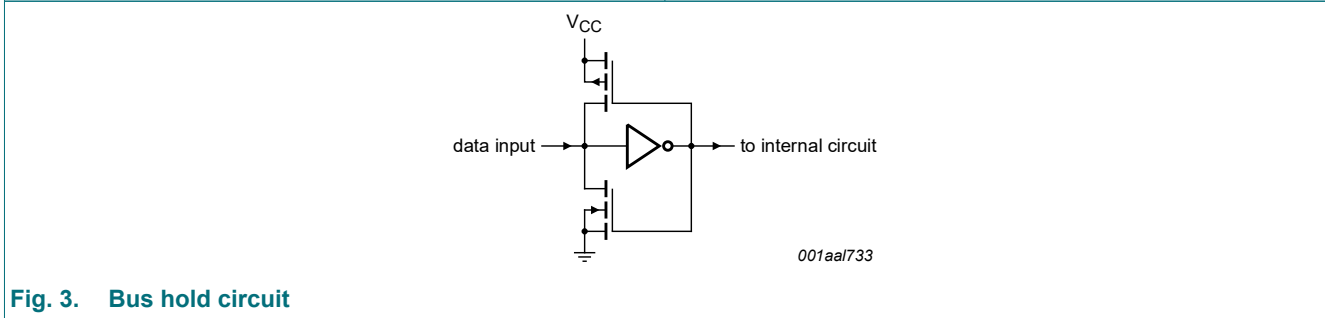 VCC
data input
to internal circuit
001aal733
Fig. 3. Bus hold circuit